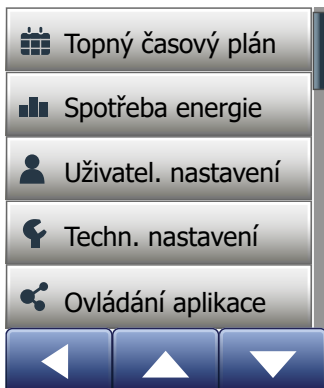 Topný časový plán
Spotřeba energie
Uživatel. nastavení
Techn. nastavení
Ovládání aplikace